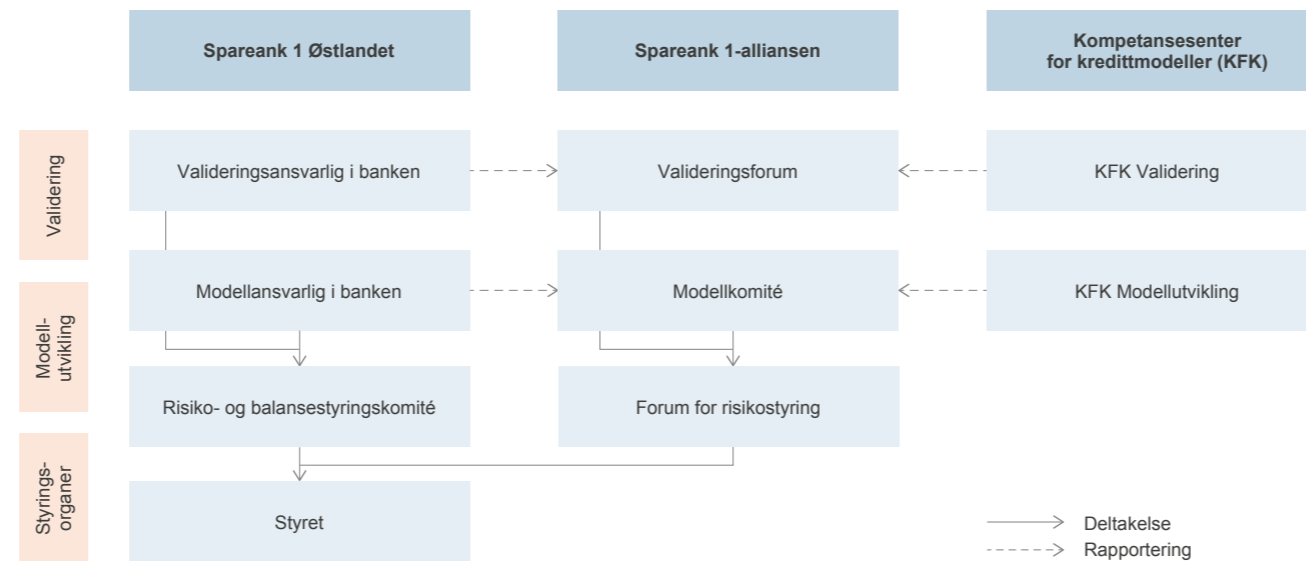 Spareank 1 Østlandet
Spareank 1-alliansen
Kompetansesenter
for kredittmodeller (KFK)
Validering
Valideringsansvarlig i banken
Valideringsforum
KFK Validering
Modell-
utvikling
Modellansvarlig i banken
Modellkomité
KFK Modellutvikling
Risiko- og balansestyringskomité
Forum for risikostyring
Styrings-
organer
Styret
Deltakelse
Rapportering